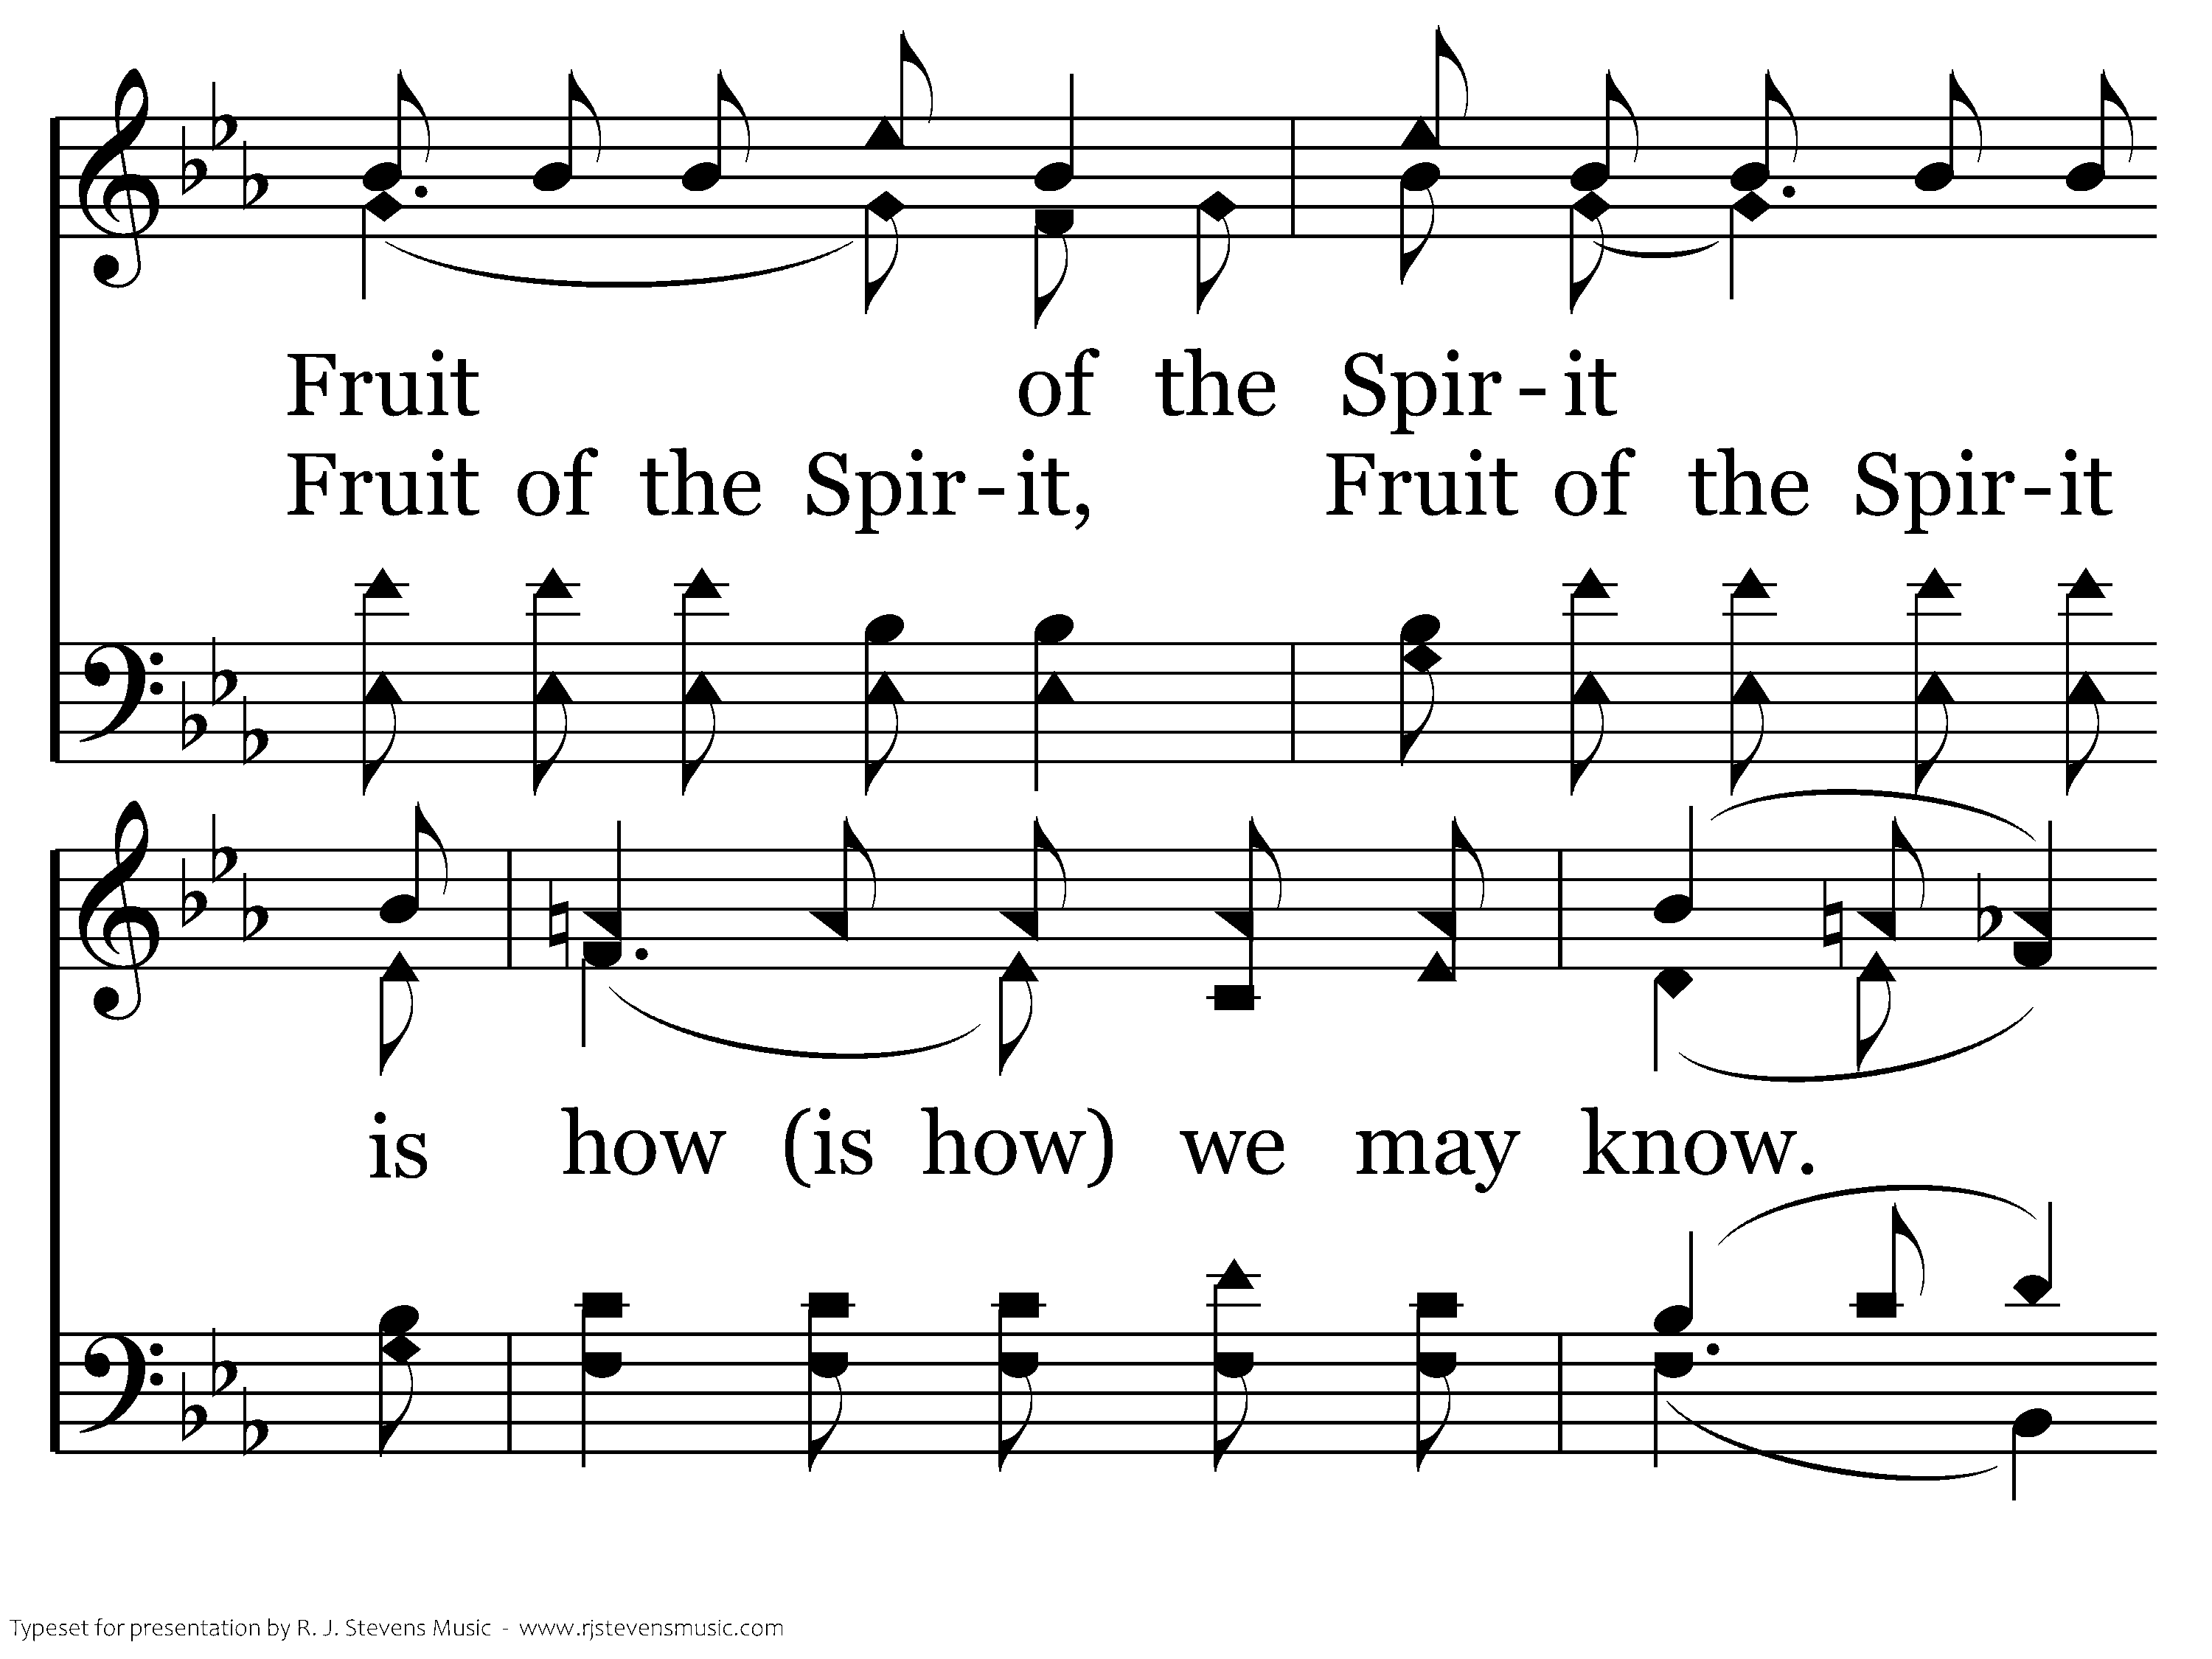 Fruit of the Spir - it
Fruit of the Spir - it, Fruit of the Spir - it
is how (is how) we may know.
Typeset for presentation by R. J. Stevens Music - www.rjstevensmusic.com